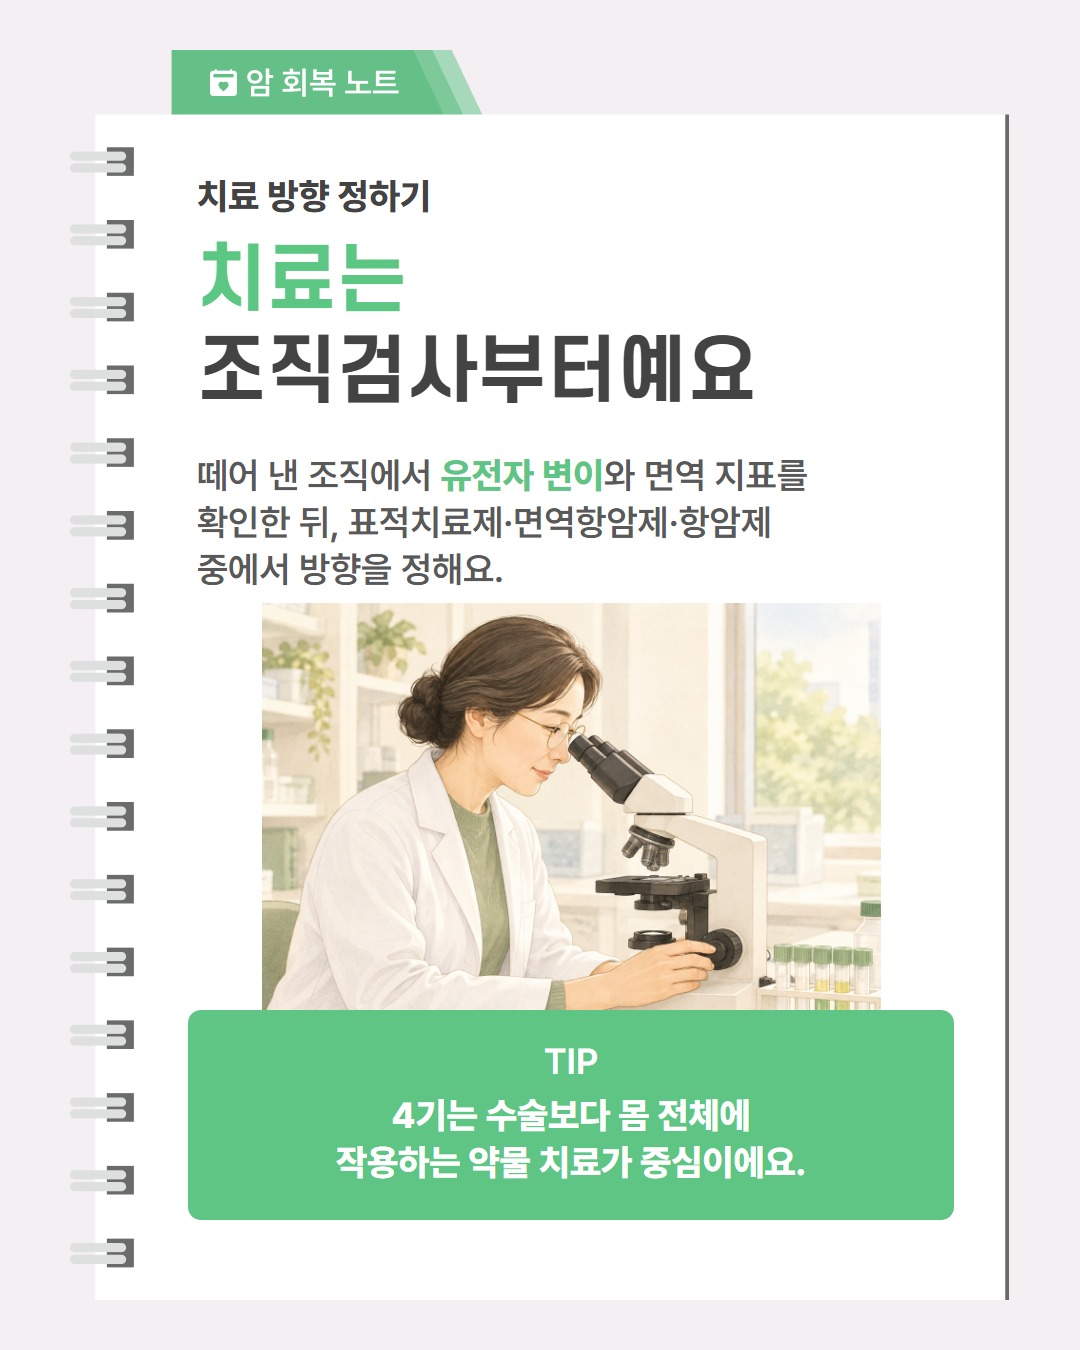 암 회복 노트
치료 방향 정하기
치료는
조직검사부터예요
떼어 낸 조직에서 유전자 변이와 면역 지표를
확인한 뒤, 표적치료제·면역항암제·항암제
중에서 방향을 정해요.
TIP
4기는 수술보다 몸 전체에
작용하는 약물 치료가 중심이에요.